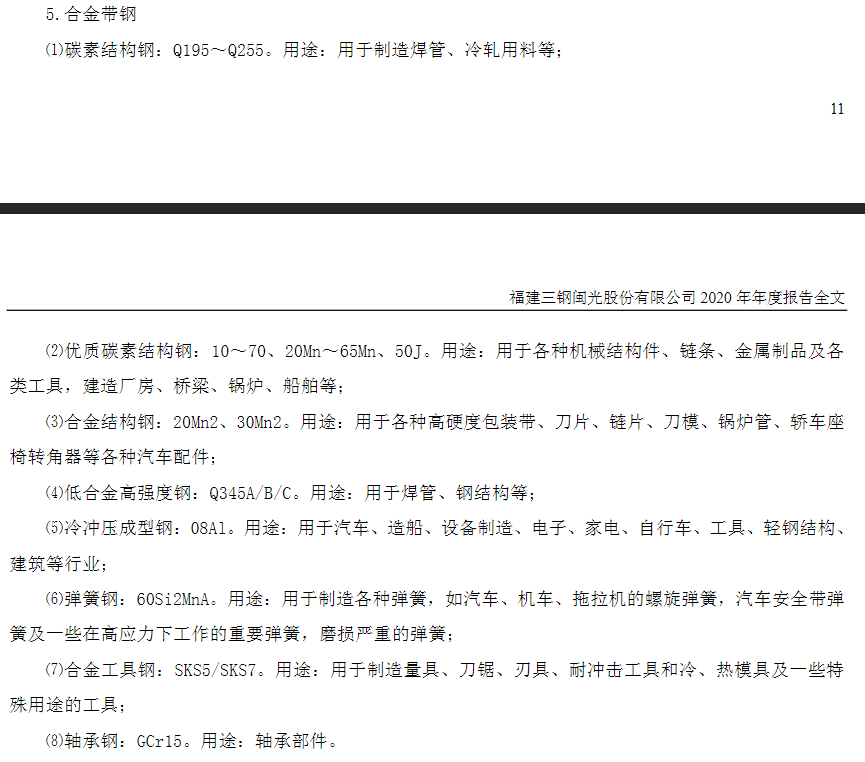 5.合金带钢
⑴碳素结构钢：Q195～Q255。用途：用于制造焊管、冷轧用料等；
11
福建三钢闽光股份有限公司 2020 年年度报告全文
⑵优质碳素结构钢：10～70、20Mn～65Mn、50J。用途：用于各种机械结构件、链条、金属制品及各
类工具，建造厂房、桥梁、锅炉、船舶等；
⑶合金结构钢：20Mn2、30Mn2。用途：用于各种高硬度包装带、刀片、链片、刀模、锅炉管、轿车座
椅转角器等各种汽车配件；
⑷低合金高强度钢：Q345A/B/C。用途：用于焊管、钢结构等；
⑸冷冲压成型钢：08Al。用途：用于汽车、造船、设备制造、电子、家电、自行车、工具、轻钢结构、
建筑等行业；
⑹弹簧钢：60Si2MnA。用途：用于制造各种弹簧，如汽车、机车、拖拉机的螺旋弹簧，汽车安全带弹
簧及一些在高应力下工作的重要弹簧，磨损严重的弹簧；
⑺合金工具钢：SKS5/SKS7。用途：用于制造量具、刀锯、刃具、耐冲击工具和冷、热模具及一些特
殊用途的工具；
⑻轴承钢：GCr15。用途：轴承部件。